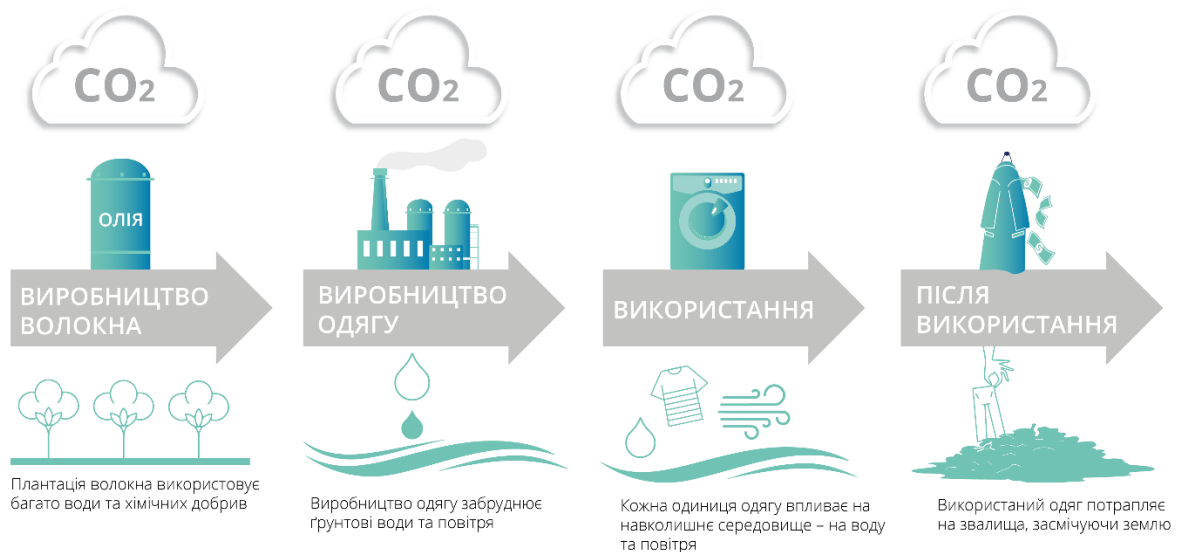 CO2
CO2
CO2
CO2
ОЛІЯ
ВИРОБНИЦТВО
ВОЛОКНА
ВИРОБНИЦТВО
ОДЯГУ
ВИКОРИСТАННЯ
ПІСЛЯ
ВИКОРИСТАННЯ
Плантація волокна використовує
багато води та хімічних добрив
Виробництво одягу забруднює
ґрунтові води та повітря
Кожна одиниця одягу впливає на
навколишнє середовище – на воду
та повітря
Використаний одяг потрапляє
на звалища, засмічуючи землю